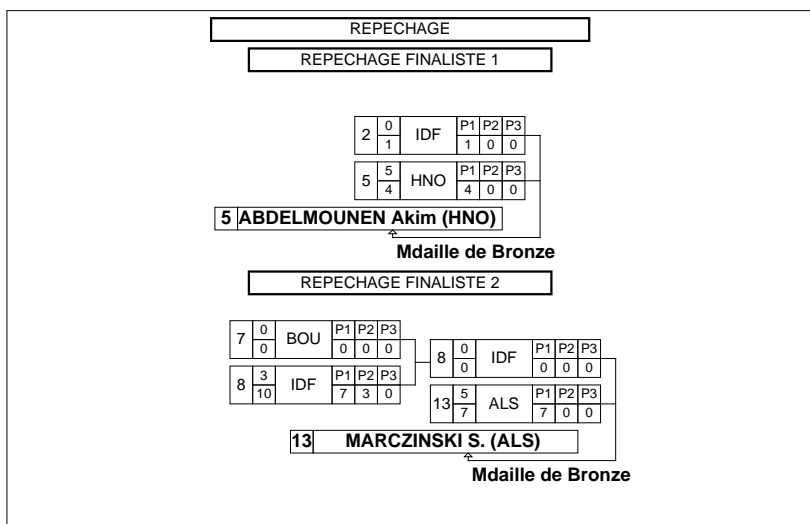 REPECHAGE
REPECHAGE FINALISTE 1
2 0 IDF P1 P2 P3
1 1 0 0
5 5 HNO P1 P2 P3
4 4 0 0
5 ABDELMOUNEN Akim (HNO)
Mdaille de Bronze
REPECHAGE FINALISTE 2
7 0 BOU P1 P2 P3
0 0 0 0
8 3 IDF P1 P2 P3
10 7 3 0
8 0 IDF P1 P2 P3
0 0 0 0
13 5 ALS P1 P2 P3
7 7 0 0
13 MARCZINSKI S. (ALS)
Mdaille de Bronze